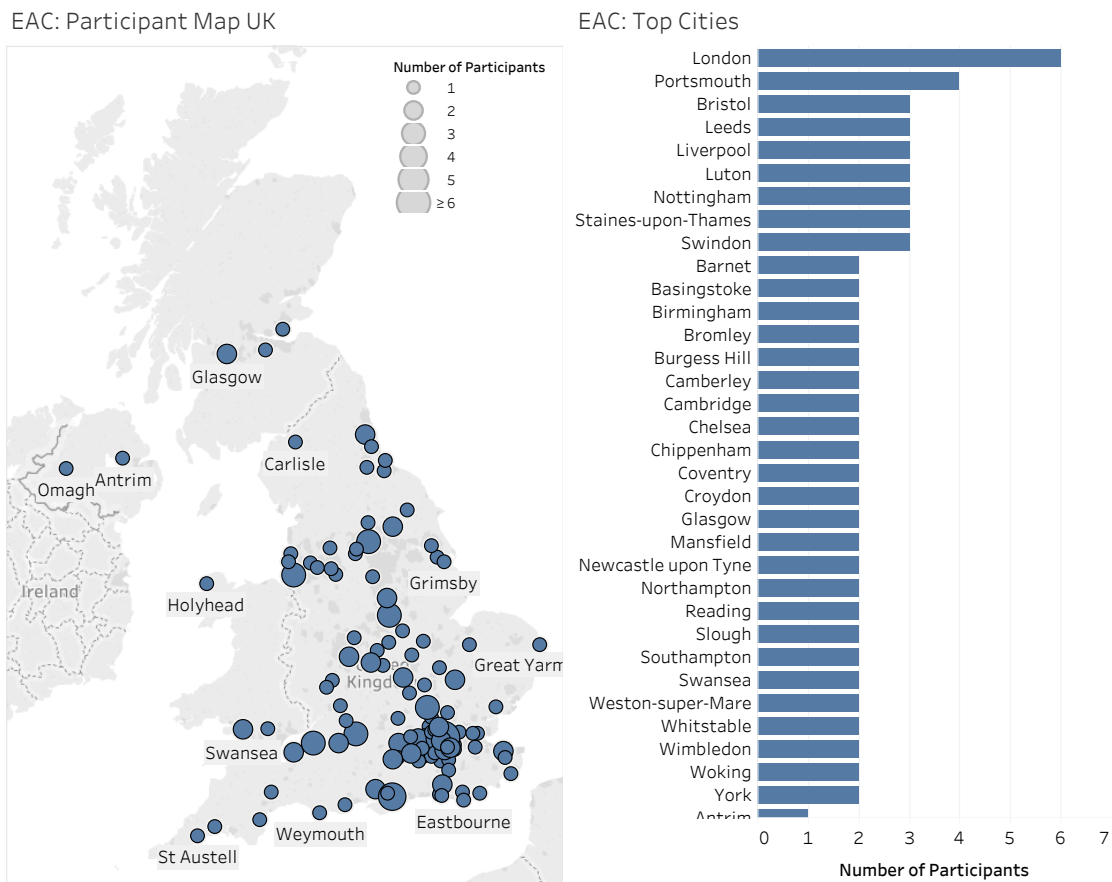 EAC: Participant Map UK
Number of Participants
1
2
3
4
5
≥ 6
Glasgow
Carlisle
Omagh
Antrim
Ireland
Holyhead
Grimsby
Great Yarm
Kingd
Swansea
Eastbourne
Weymouth
St Austell
EAC: Top Cities
London
Portsmouth
Bristol
Leeds
Liverpool
Luton
Nottingham
Staines-upon-Thames
Swindon
Barnet
Basingstoke
Birmingham
Bromley
Burgess Hill
Camberley
Cambridge
Chelsea
Chippenham
Coventry
Croydon
Glasgow
Mansfield
Newcastle upon Tyne
Northampton
Reading
Slough
Southampton
Swansea
Weston-super-Mare
Whitstable
Wimbledon
Woking
York
Antrim
0 1 2 3 4 5 6 7
Number of Participants